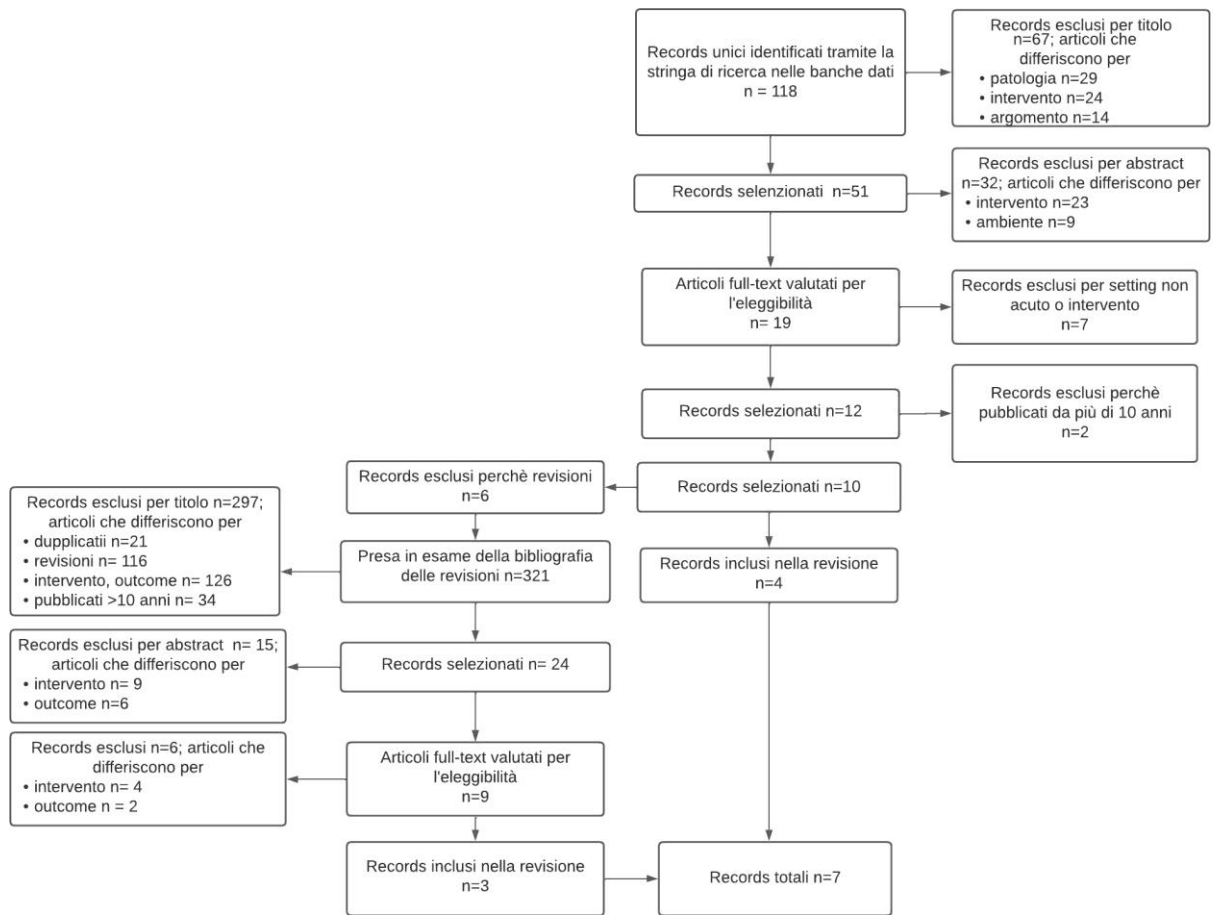 Records unici identificati tramite la
stringa di ricerca nelle banche dati
n = 118
Records esclusi per titolo
n=67; articoli che
differiscono per
• patologia n=29
• intervento n=24
• argomento n=14
Records selenzionati n=51
Records esclusi per abstract
n=32; articoli che differiscono per
• intervento n=23
• ambiente n=9
Articoli full-text valutati per
l'eleggibilità
n= 19
Records esclusi per setting non
acuto o intervento
n=7
Records selezionati n=12
Records esclusi perchè
pubblicati da più di 10 anni
n=2
Records selezionati n=10
Records esclusi perchè revisioni
n=6
Records esclusi per titolo n=297;
articoli che differiscono per
• dupplicatii n=21
• revisioni n= 116
• intervento, outcome n= 126
• pubblicati >10 anni n= 34
Presa in esame della bibliografia
delle revisioni n=321
Records inclusi nella revisione
n=4
Records esclusi per abstract n= 15;
articoli che differiscono per
• intervento n= 9
• outcome n=6
Records selezionati n= 24
Records esclusi n=6; articoli che
differiscono per
• intervento n= 4
• outcome n = 2
Articoli full-text valutati per
l'eleggibilità
n=9
Records inclusi nella revisione
n=3
Records totali n=7